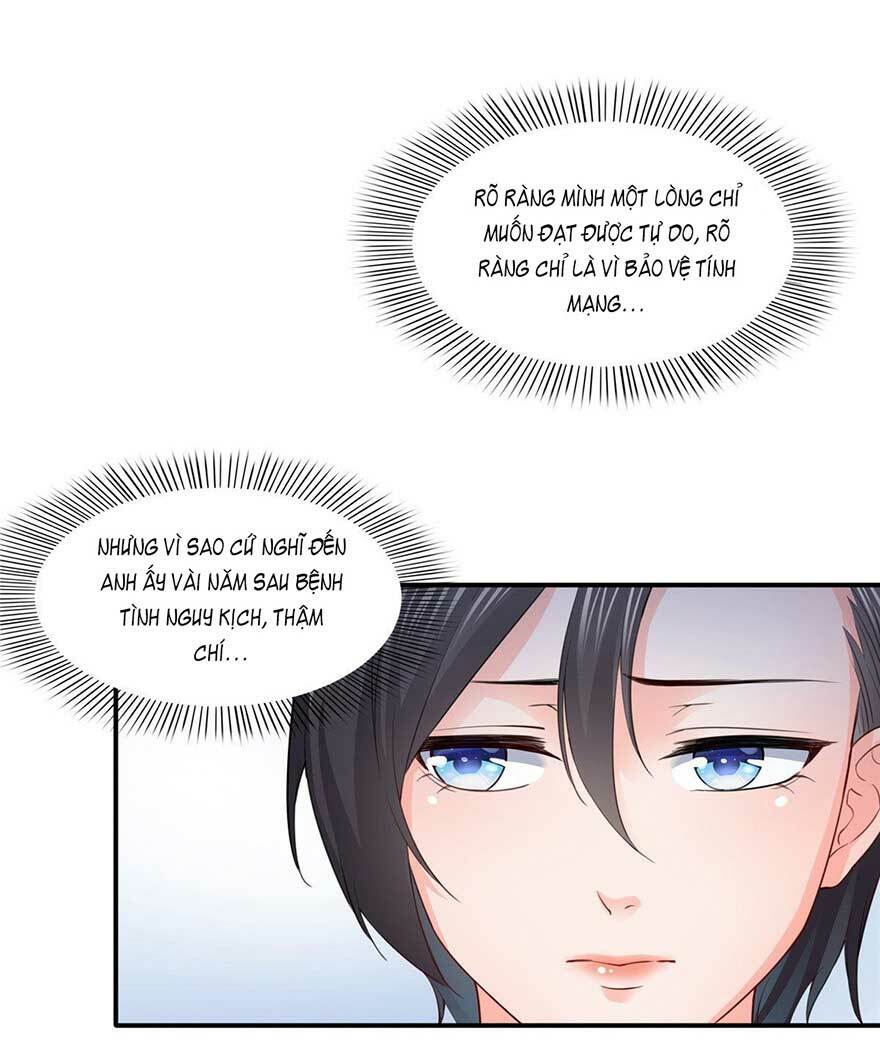 RÕ RÀNG MÌNH MỘT LÒNG CHỈ
MUỐN ĐẠT ĐƯỢC TỰ DO, RÕ
RÀNG CHỈ LÀ VÌ BẢO VỆ TÍNH
MẠNG...
NHƯNG VÌ SAO CỨ NGHĨ ĐẾN
ANH ẤY VÀI NĂM SAU BỆNH
TÌNH NGUY KỊCH, THẬM
CHÍ...